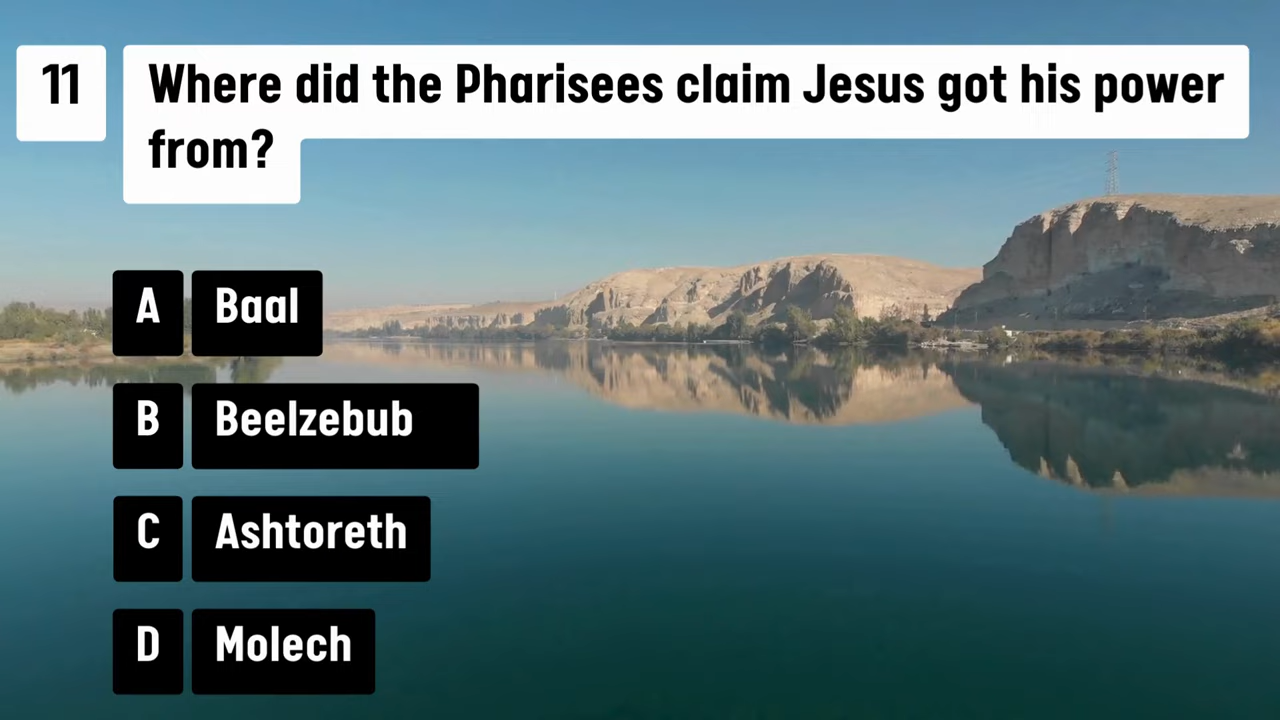 11
Where did the Pharisees claim Jesus got his power
from?
A Baal
B Beelzebub
C Ashtoreth
D Molech